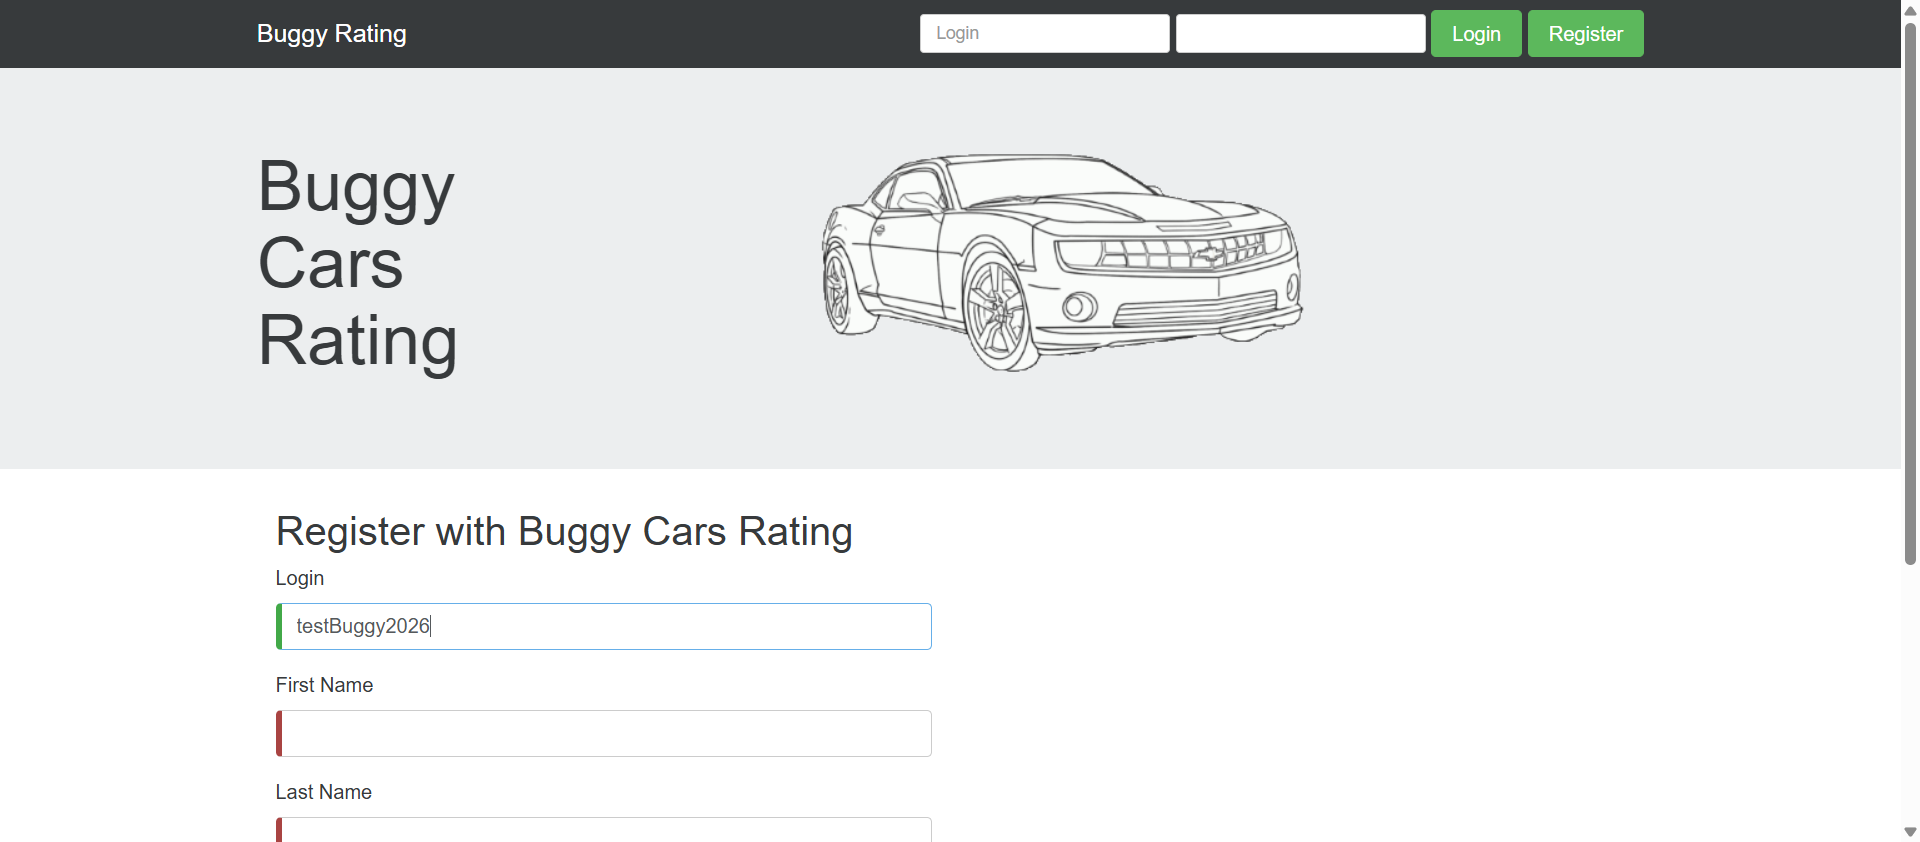 Buggy Rating
Login
Login
Register
Buggy
Cars
Rating
Register with Buggy Cars Rating
Login
testBuggy2026
First Name
Last Name